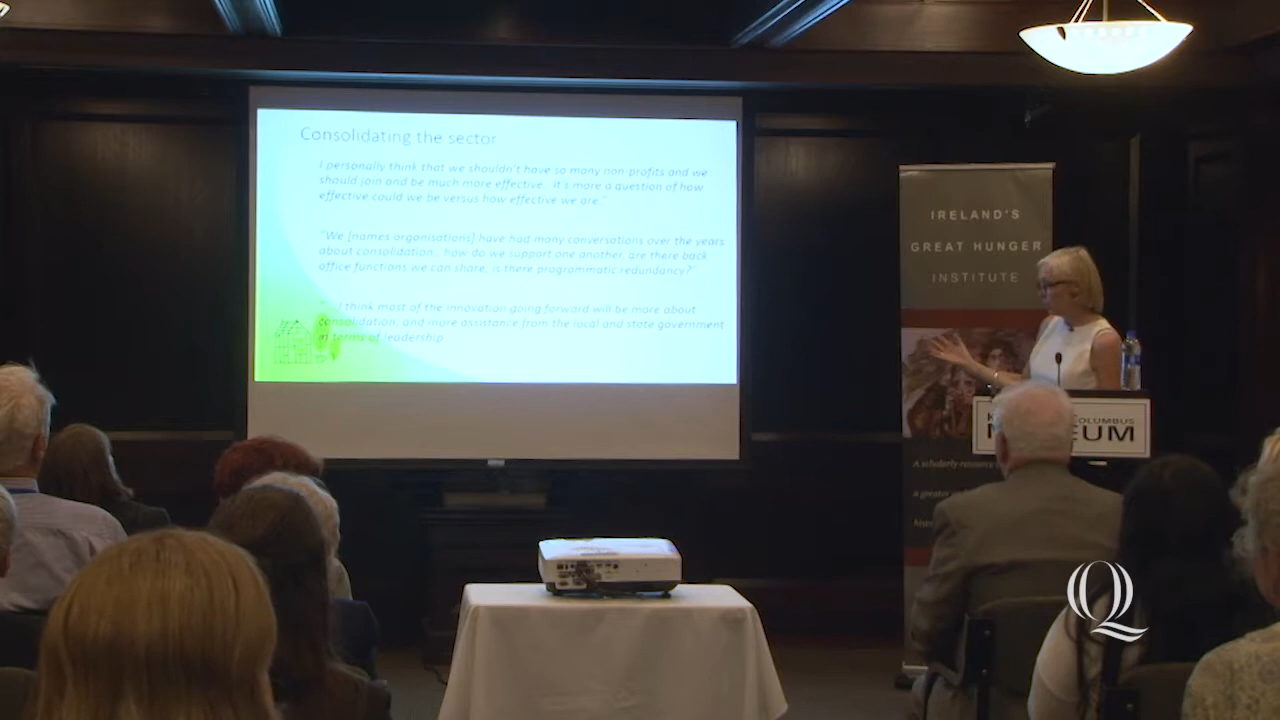 Consolidating the sector
I personally think that we shouldn't have so many non-profits and we
should join and be much more effective. It's more a question of how
effective could we be versus how effective we are."
"We [names organisations] have had many conversations over the years
about consolidation.. how do we support one another, are there back
office functions we can share, is there programmatic redundancy?"
I think most of the innovation going forward will be more about
consolidation, and more assistance from the local and state government
in terms of leadership
IRELAND'S
GREAT HUNGER
INSTITUTE
A scholarly resource
a greater
COLUMBUS
EUM
Q